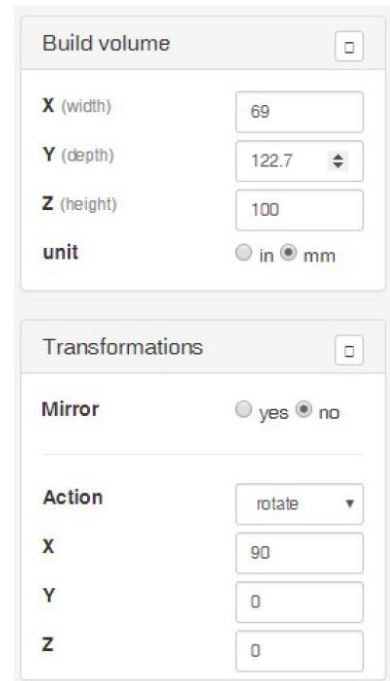 Build volume
X (width) 69
Y (depth) 122.7
Z (height) 100
unit in mm
Transformations
Mirror yes no
Action rotate
X 90
Y 0
Z 0